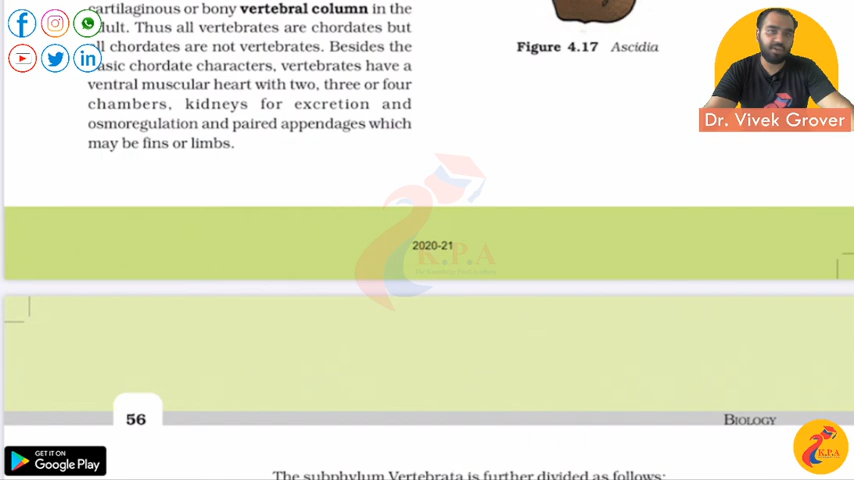 cartilaginous or bony vertebral column in the
adult. Thus all vertebrates are chordates but
all chordates are not vertebrates. Besides the
basic chordate characters, vertebrates have a
ventral muscular heart with two, three or four
chambers, kidneys for excretion and
osmoregulation and paired appendages which
may be fins or limbs.
Figure 4.17 Ascidia
Dr. Vivek Grover
2020-21
K.P.A
56
BIOLOGY
GET IT ON
Google Play
K.P.A
The subphylum Vertebrata is further divided as follows: